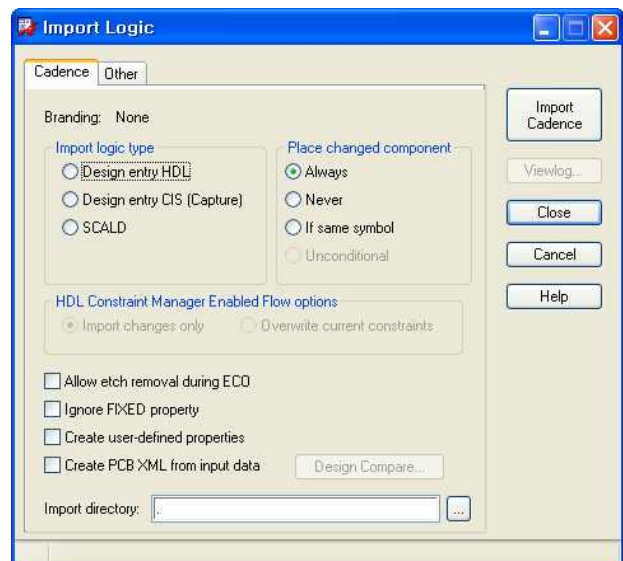 Import Logic
Cadence
Other
Branding: None
Import logic type
Design entry HDL
Design entry CIS (Capture)
SCALD
Place changed component
Always
Never
If same symbol
Unconditional
HDL Constraint Manager Enabled Flow options
Import changes only
Overwrite current constraints
Allow etch removal during ECO
Ignore FIXED property
Create user-defined properties
Create PCB XML from input data
Design Compare...
Import directory: .
...
Import
Cadence
Viewlog...
Close
Cancel
Help